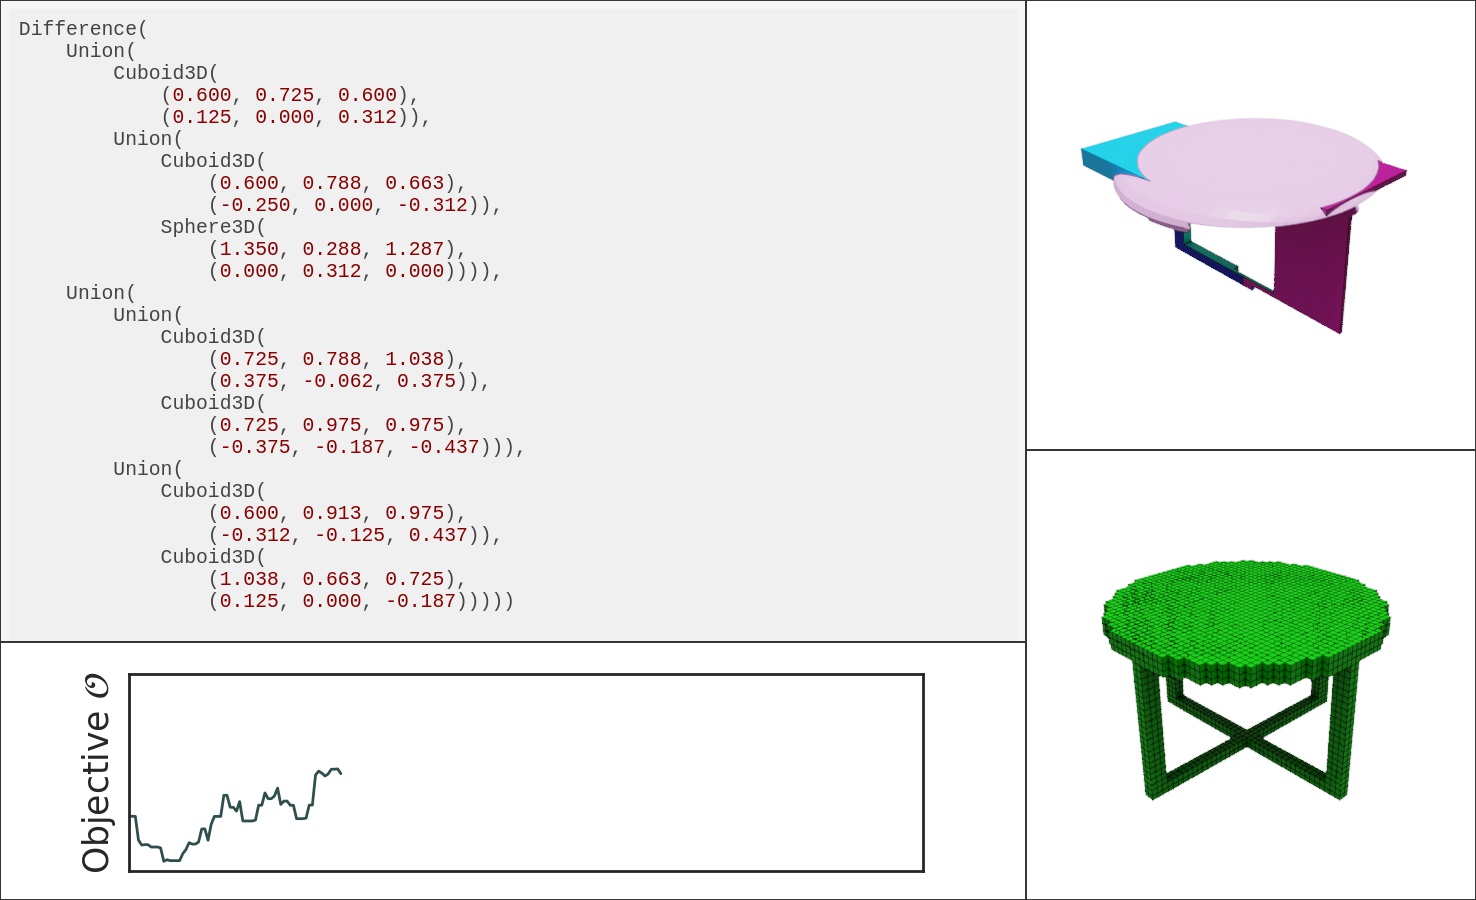 Difference(
    Union(
        Cuboid3D(
            (0.600, 0.725, 0.600),
            (0.125, 0.000, 0.312)),
        Union(
            Cuboid3D(
                (0.600, 0.788, 0.663),
                (-0.250, 0.000, -0.312)),
            Sphere3D(
                (1.350, 0.288, 1.287),
                (0.000, 0.312, 0.000)))),
    Union(
        Union(
            Cuboid3D(
                (0.725, 0.788, 1.038),
                (0.375, -0.062, 0.375)),
            Cuboid3D(
                (0.725, 0.975, 0.975),
                (-0.375, -0.187, -0.437))),
        Union(
            Cuboid3D(
                (0.600, 0.913, 0.975),
                (-0.312, -0.125, 0.437)),
            Cuboid3D(
                (1.038, 0.663, 0.725),
                (0.125, 0.000, -0.187)))))
Objective 𝒪